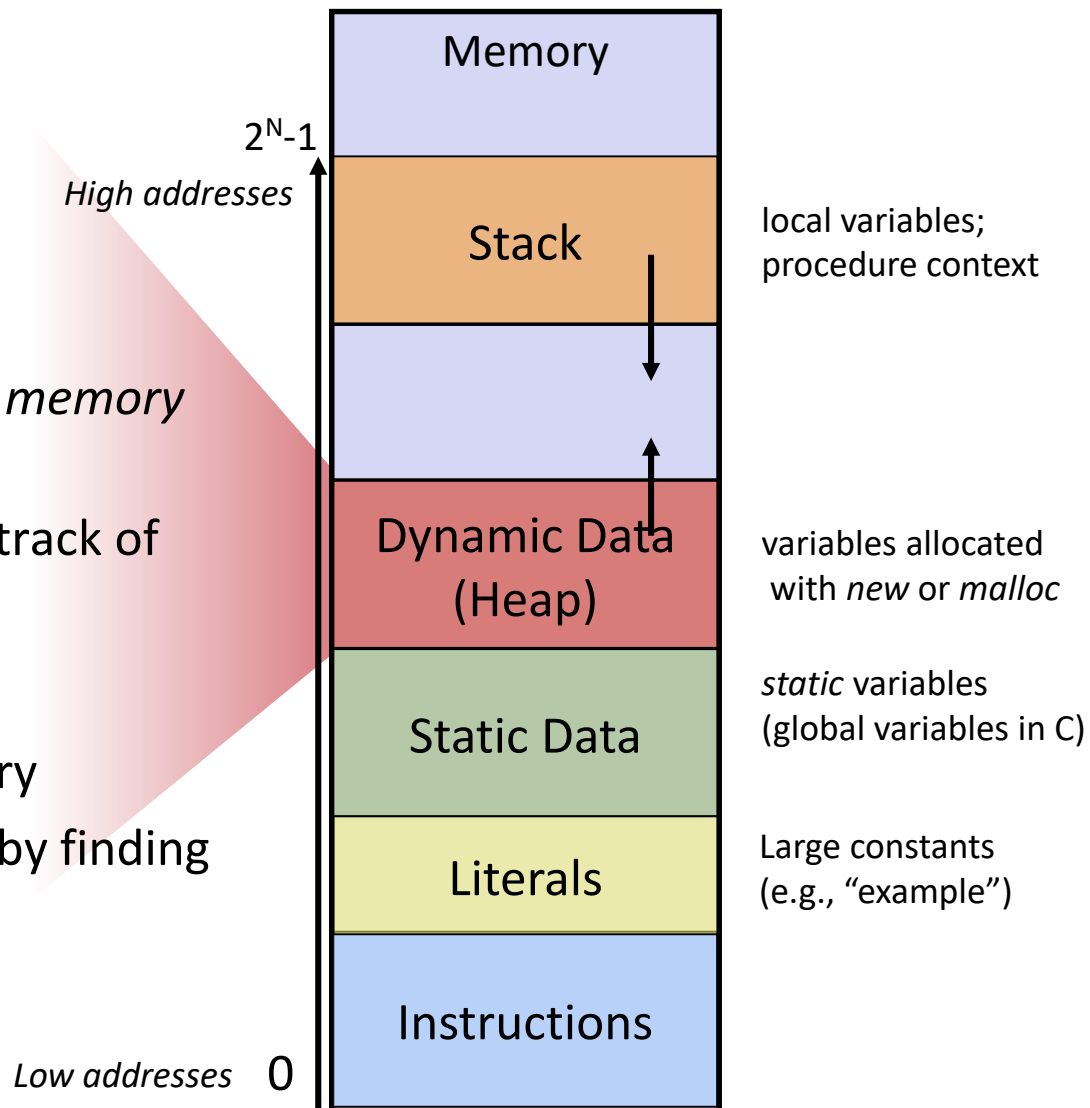 Memory
2ᴺ-1
High addresses
Stack
local variables;
procedure context
memory
track of
Dynamic Data
(Heap)
variables allocated
with new or malloc
static variables
(global variables in C)
Static Data
ry
by finding
Literals
Large constants
(e.g., “example”)
Instructions
Low addresses 0